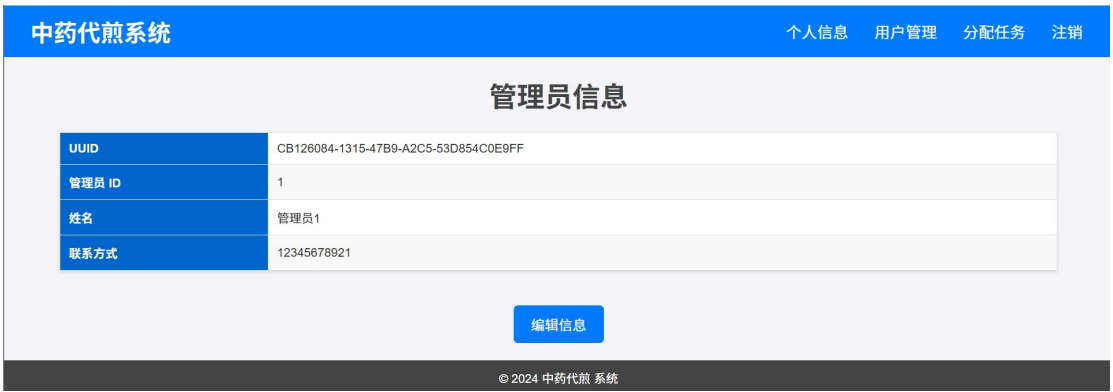 中药代煎系统 个人信息 用户管理 分配任务 注销
管理员信息
UUID CB126084-1315-47B9-A2C5-53D854C0E9FF
管理员 ID 1
姓名 管理员1
联系方式 12345678921
编辑信息
© 2024 中药代煎 系统